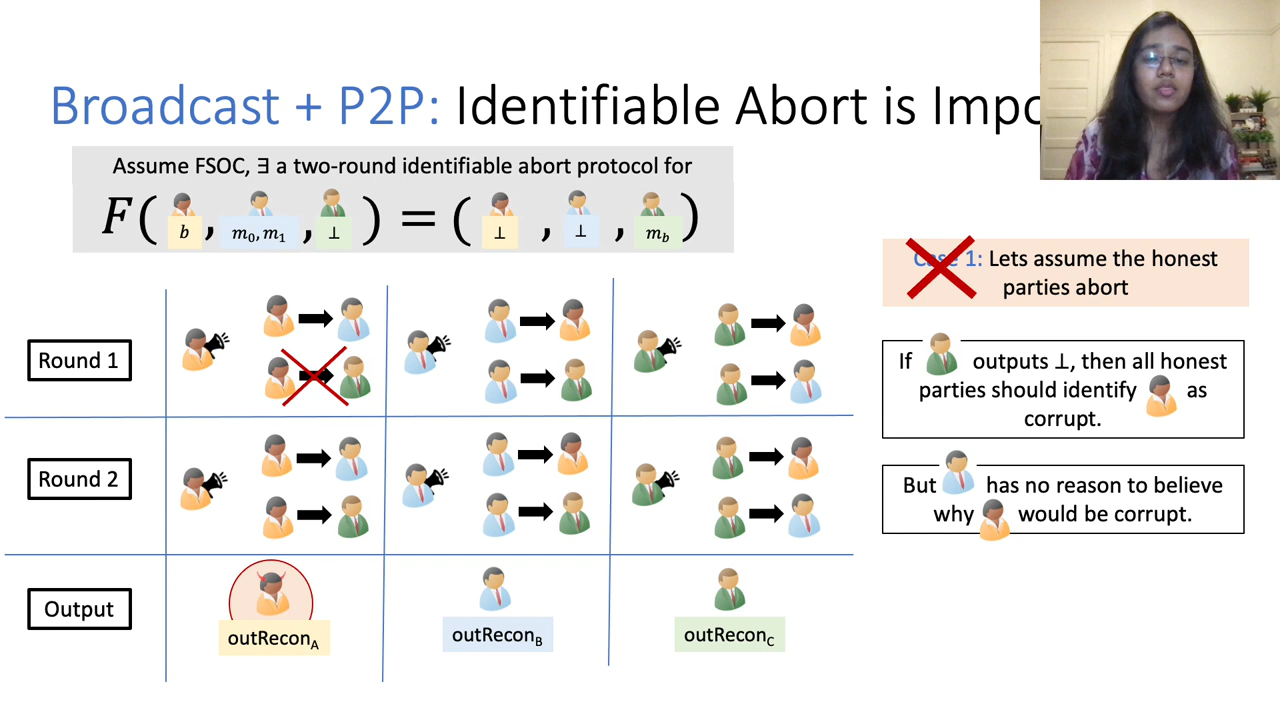 Broadcast + P2P: Identifiable Abort is Impo
Assume FSOC, ∃ a two-round identifiable abort protocol for
F( b, m₀, m₁, ⊥ ) = ( ⊥ , ⊥ , m_b )
Case 1: Lets assume the honest
parties abort
Round 1
If outputs ⊥, then all honest
parties should identify as
corrupt.
Round 2
But has no reason to believe
why would be corrupt.
Output
outRecon_A
outRecon_B
outRecon_C